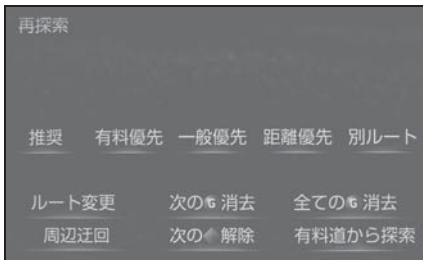 再探索
推奨 有料優先 一般優先 距離優先 別ルート
ルート変更 次の 消去 全ての 消去
周辺迂回 次の 解除 有料道から探索